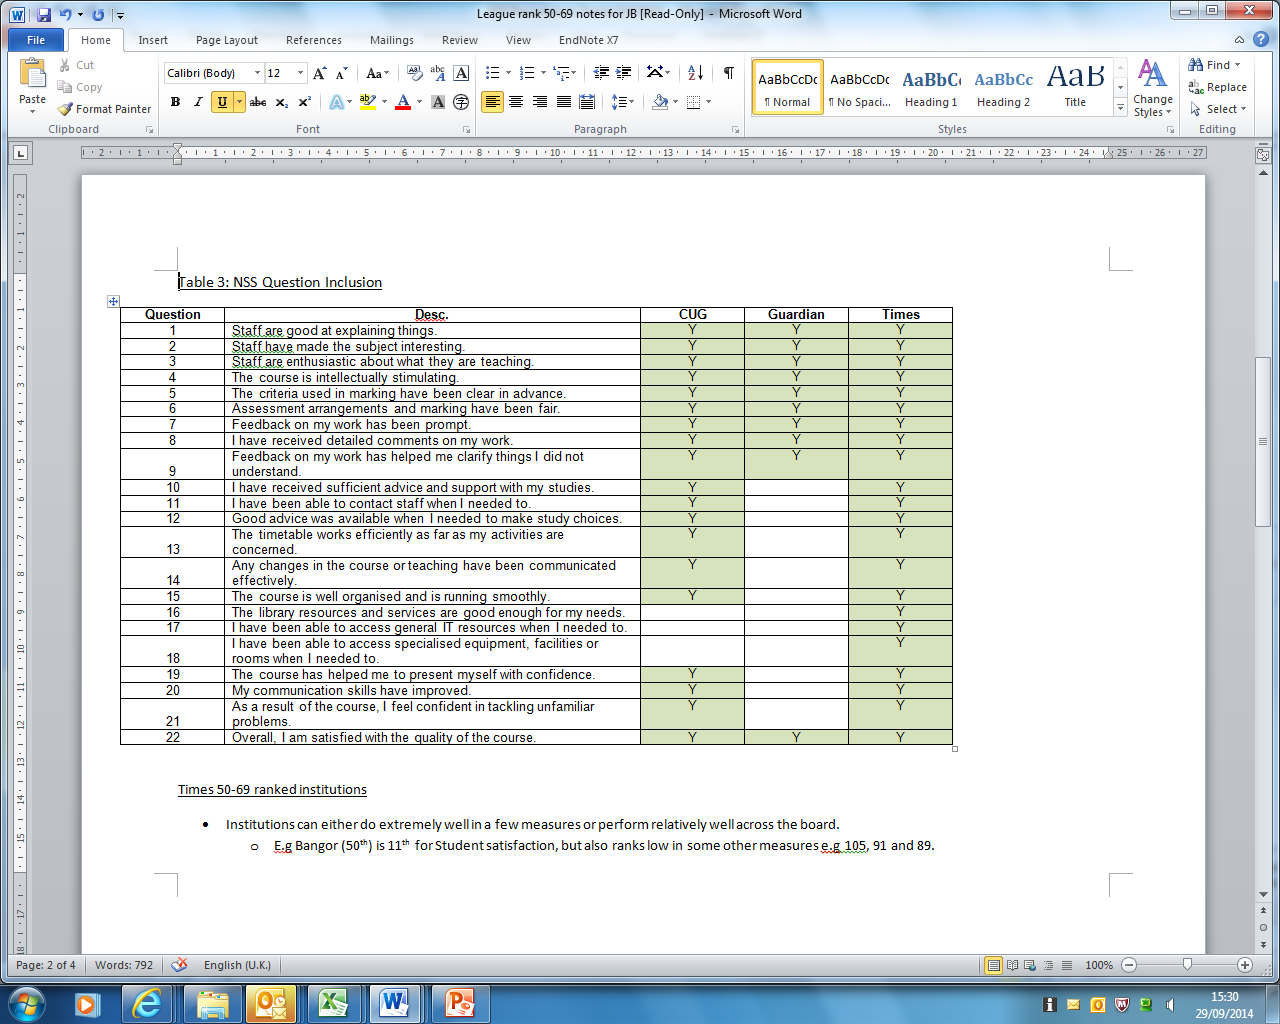 League rank 50-69 notes for JB [Read-Only] - Microsoft Word
File Home Insert Page Layout References Mailings Review View EndNote X7
Paste
Cut
Copy
Format Painter
Clipboard
Calibri (Body) 12
Font
Paragraph
AaBbCcDc AaBbCcDc AaBbC AaBbCc AaB
¶ Normal ¶ No Spaci... Heading 1 Heading 2 Title
Styles
Change
Styles
Find
Replace
Select
Editing
Table 3: NSS Question Inclusion
Question Desc. CUG Guardian Times
1 Staff are good at explaining things. Y Y Y
2 Staff have made the subject interesting. Y Y Y
3 Staff are enthusiastic about what they are teaching. Y Y Y
4 The course is intellectually stimulating. Y Y Y
5 The criteria used in marking have been clear in advance. Y Y Y
6 Assessment arrangements and marking have been fair. Y Y Y
7 Feedback on my work has been prompt. Y Y Y
8 I have received detailed comments on my work. Y Y Y
Feedback on my work has helped me clarify things I did not Y Y Y
9 understand.
10 I have received sufficient advice and support with my studies. Y Y
11 I have been able to contact staff when I needed to. Y Y
12 Good advice was available when I needed to make study choices. Y Y
The timetable works efficiently as far as my activities are Y Y
13 concerned.
Any changes in the course or teaching have been communicated Y Y
14 effectively.
15 The course is well organised and is running smoothly. Y Y
16 The library resources and services are good enough for my needs. Y
17 I have been able to access general IT resources when I needed to. Y
I have been able to access specialised equipment, facilities or Y
18 rooms when I needed to.
19 The course has helped me to present myself with confidence. Y Y
20 My communication skills have improved. Y Y
As a result of the course, I feel confident in tackling unfamiliar Y Y
21 problems.
22 Overall, I am satisfied with the quality of the course. Y Y Y
Times 50-69 ranked institutions
• Institutions can either do extremely well in a few measures or perform relatively well across the board.
o E.g Bangor (50th) is 11th for Student satisfaction, but also ranks low in some other measures e.g 105, 91 and 89.
Page: 2 of 4 Words: 792 English (U.K.) 100%
15:30
29/09/2014